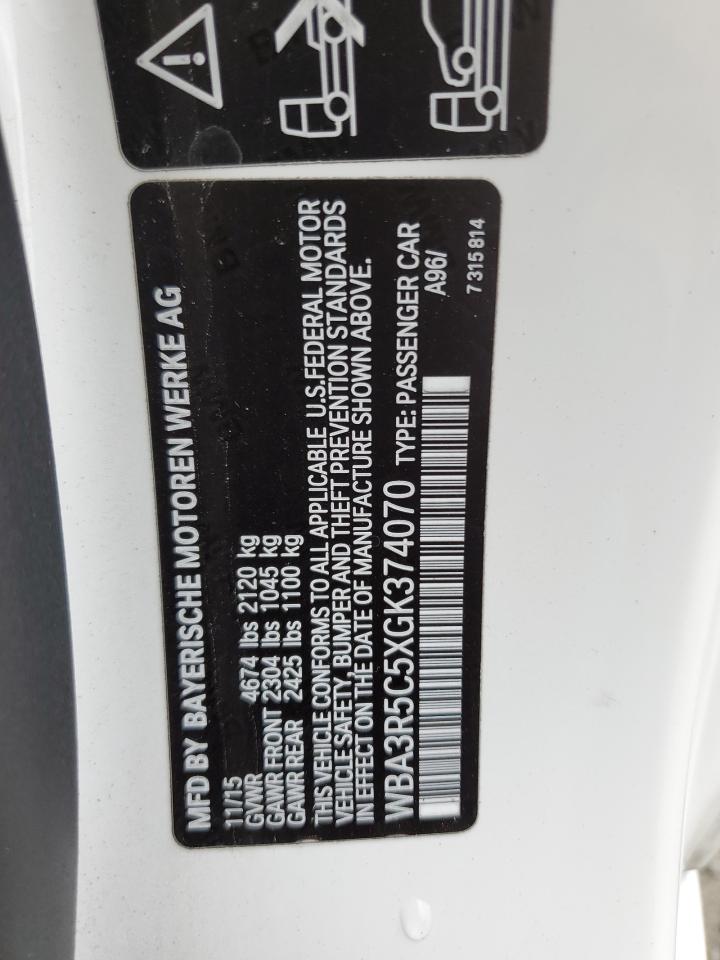 MFD BY BAYERISCHE MOTOREN WERKE AG
11/15
GVWR 4674 lbs 2120 kg
GAWR FRONT 2304 lbs 1045 kg
GAWR REAR 2425 lbs 1100 kg
THIS VEHICLE CONFORMS TO ALL APPLICABLE U.S.FEDERAL MOTOR
VEHICLE SAFETY, BUMPER AND THEFT PREVENTION STANDARDS
IN EFFECT ON THE DATE OF MANUFACTURE SHOWN ABOVE.
WBA3R5C5XGK374070 TYPE: PASSENGER CAR
A96/
7 315 814